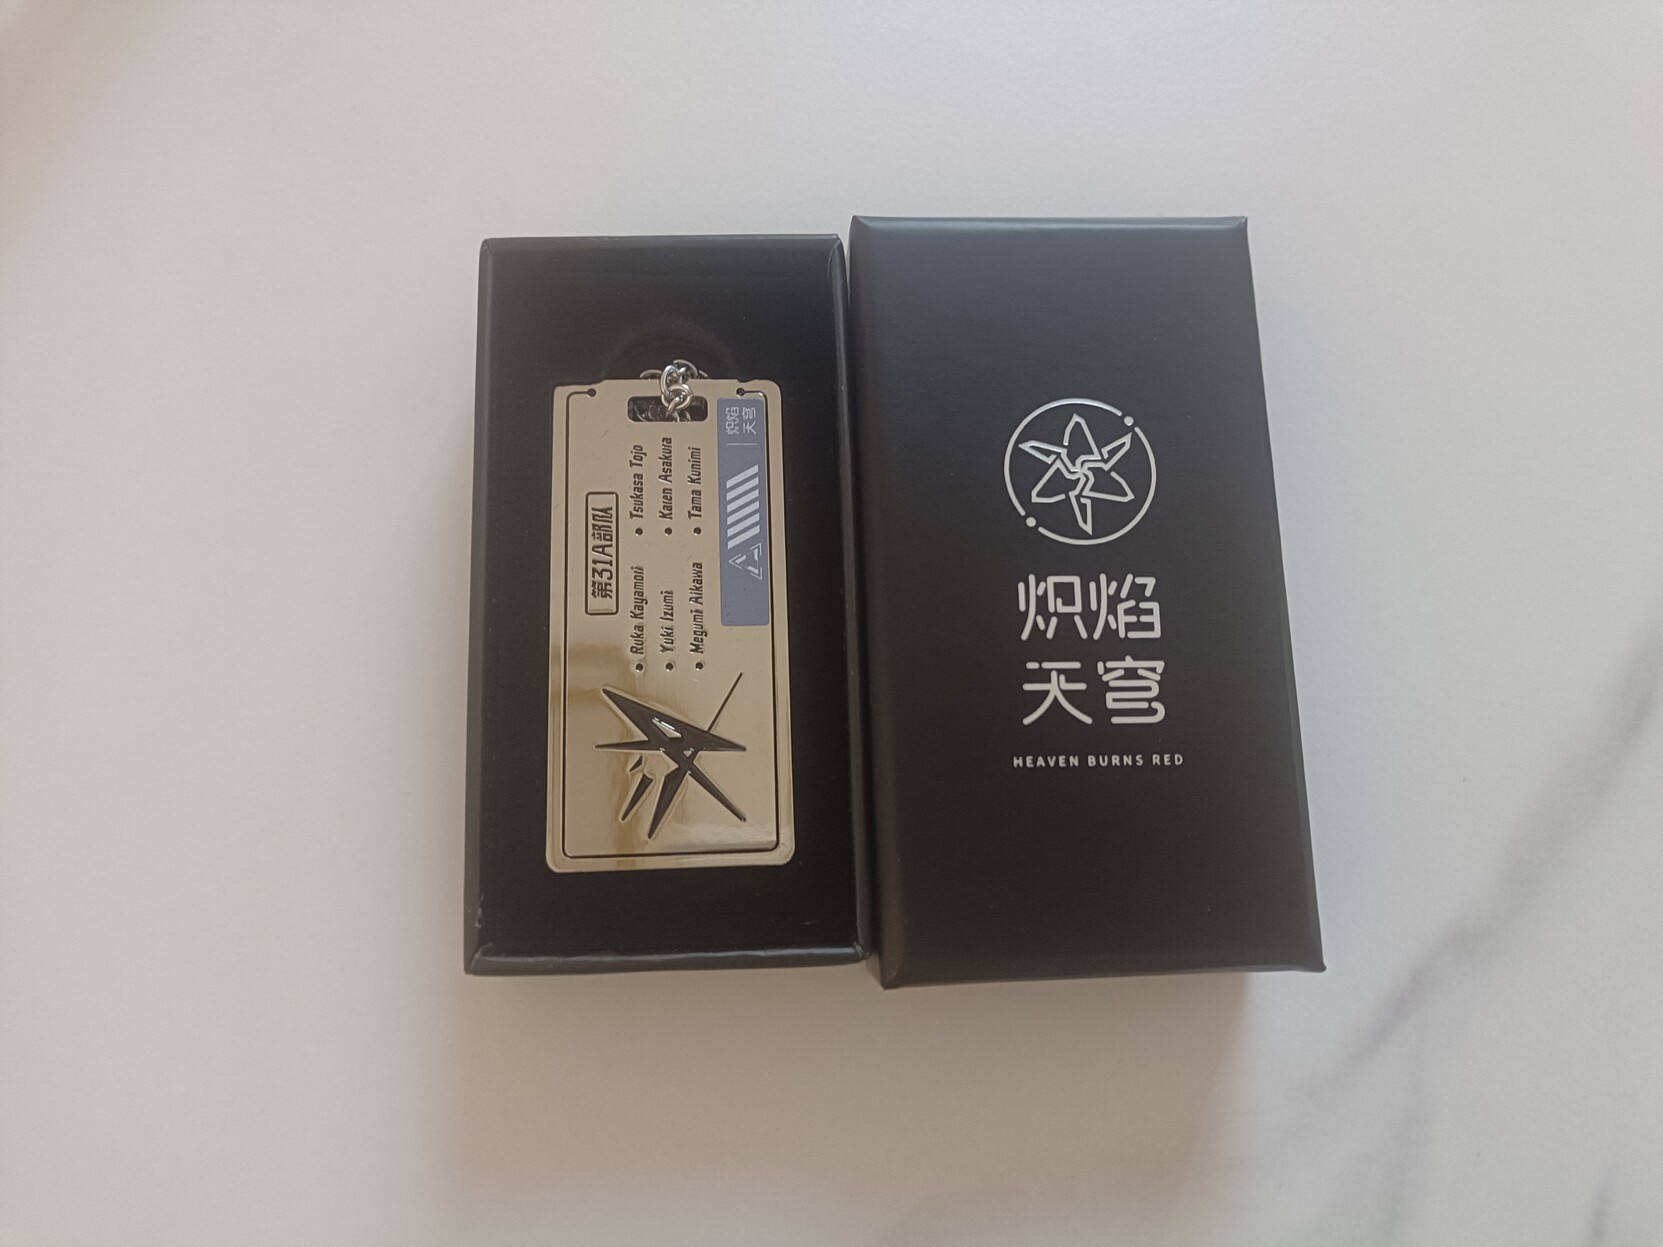 第31A部队
Ruka Kayamori
Tsukasa Tojo
Yuki Izumi
Karen Asakura
Megumi Aikawa
Tama Kunimi
A
炽焰
天穹
炽焰
天穹
HEAVEN BURNS RED